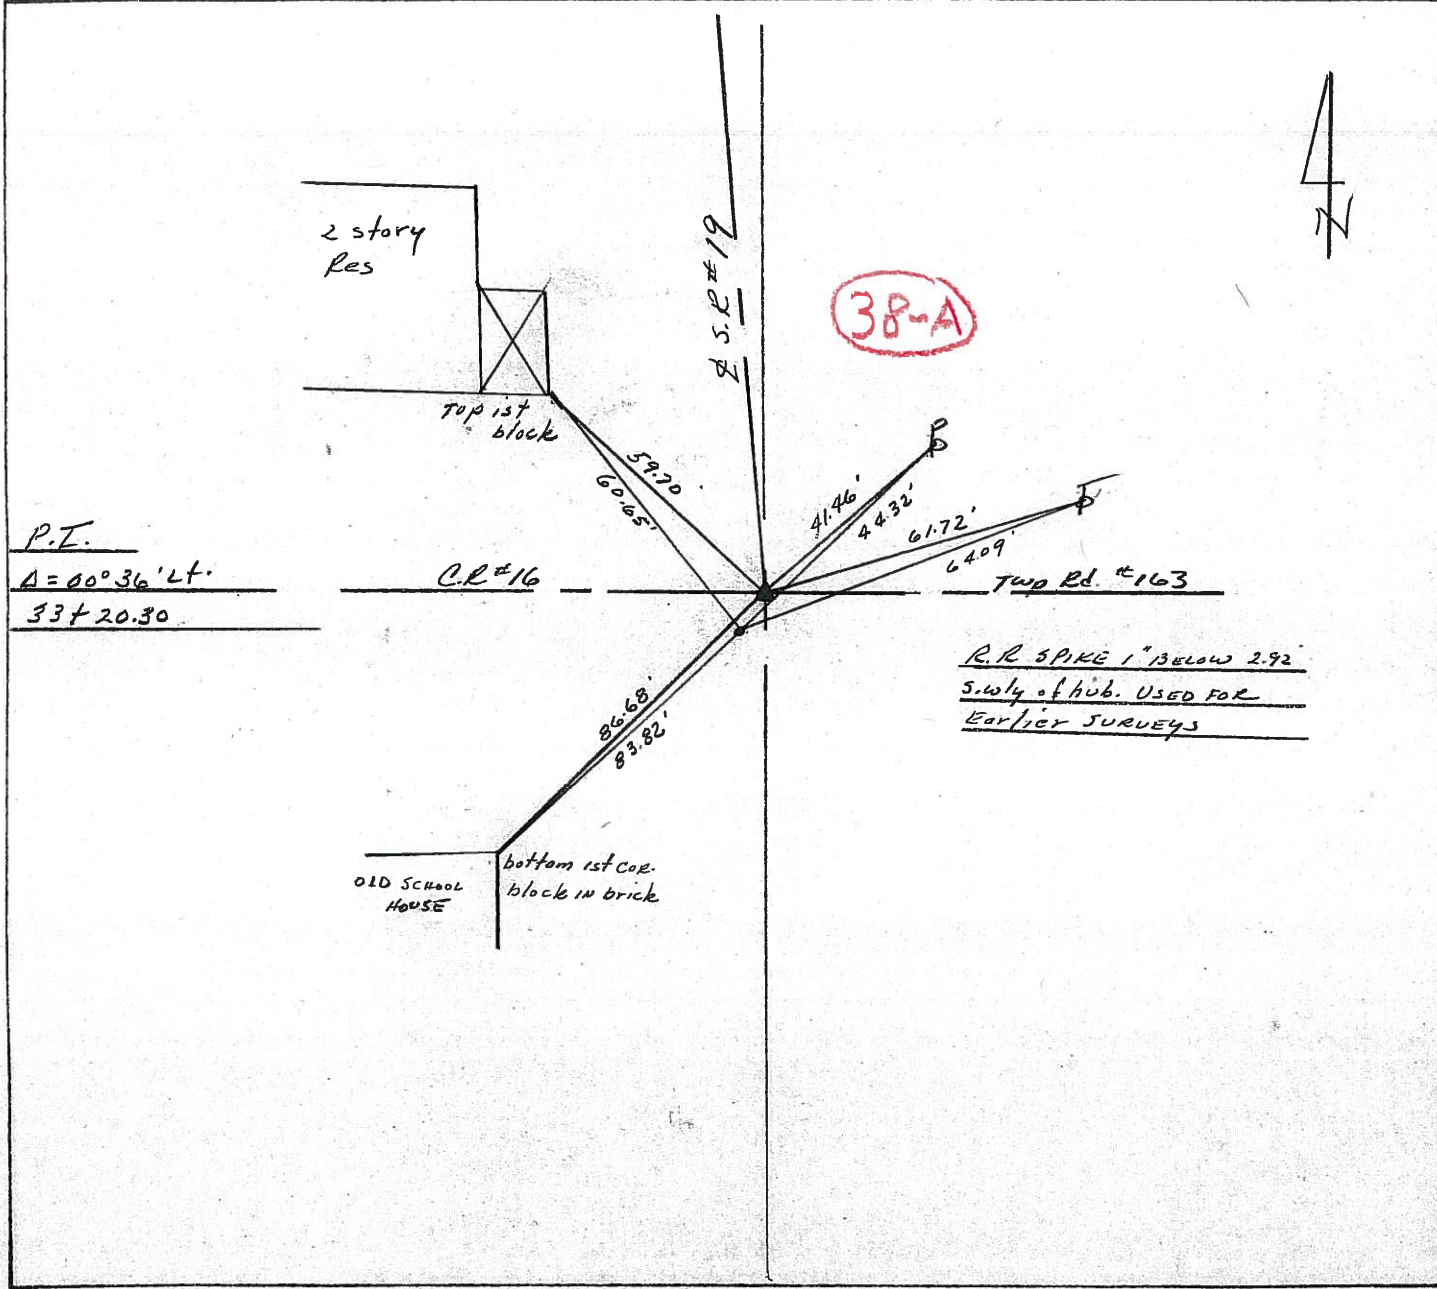 2 story
Res
℄ S.R #19
38-A
N
Top 1st
block
59.70
60.65'
41.46'
44.32'
61.72'
64.09'
P.I.
Δ = 00° 36' Lt.
33+20.30
C.R #16
Twp Rd. #163
R.R SPIKE 1" BELOW 2.92'
S.wly of hub. USED FOR
Earlier SURVEYS
86.68'
83.82'
OLD SCHOOL
HOUSE
bottom 1st COR.
block IN brick